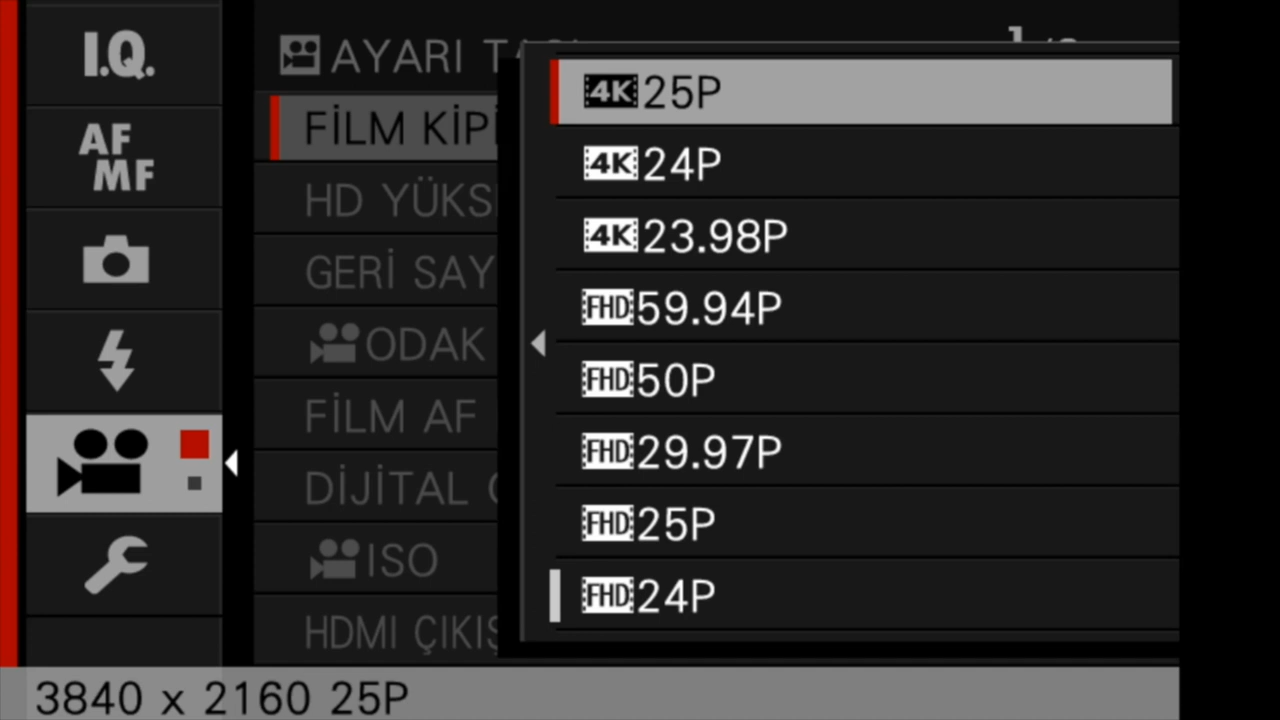 I.Q.
AF
MF
AYARI
FİLM KİPİ
HD YÜKS
GERİ SAY
ODAK
FİLM AF
DİJİTAL
ISO
HDMI ÇIKIŞ
4K 25P
4K 24P
4K 23.98P
FHD 59.94P
FHD 50P
FHD 29.97P
FHD 25P
FHD 24P
3840 x 2160 25P